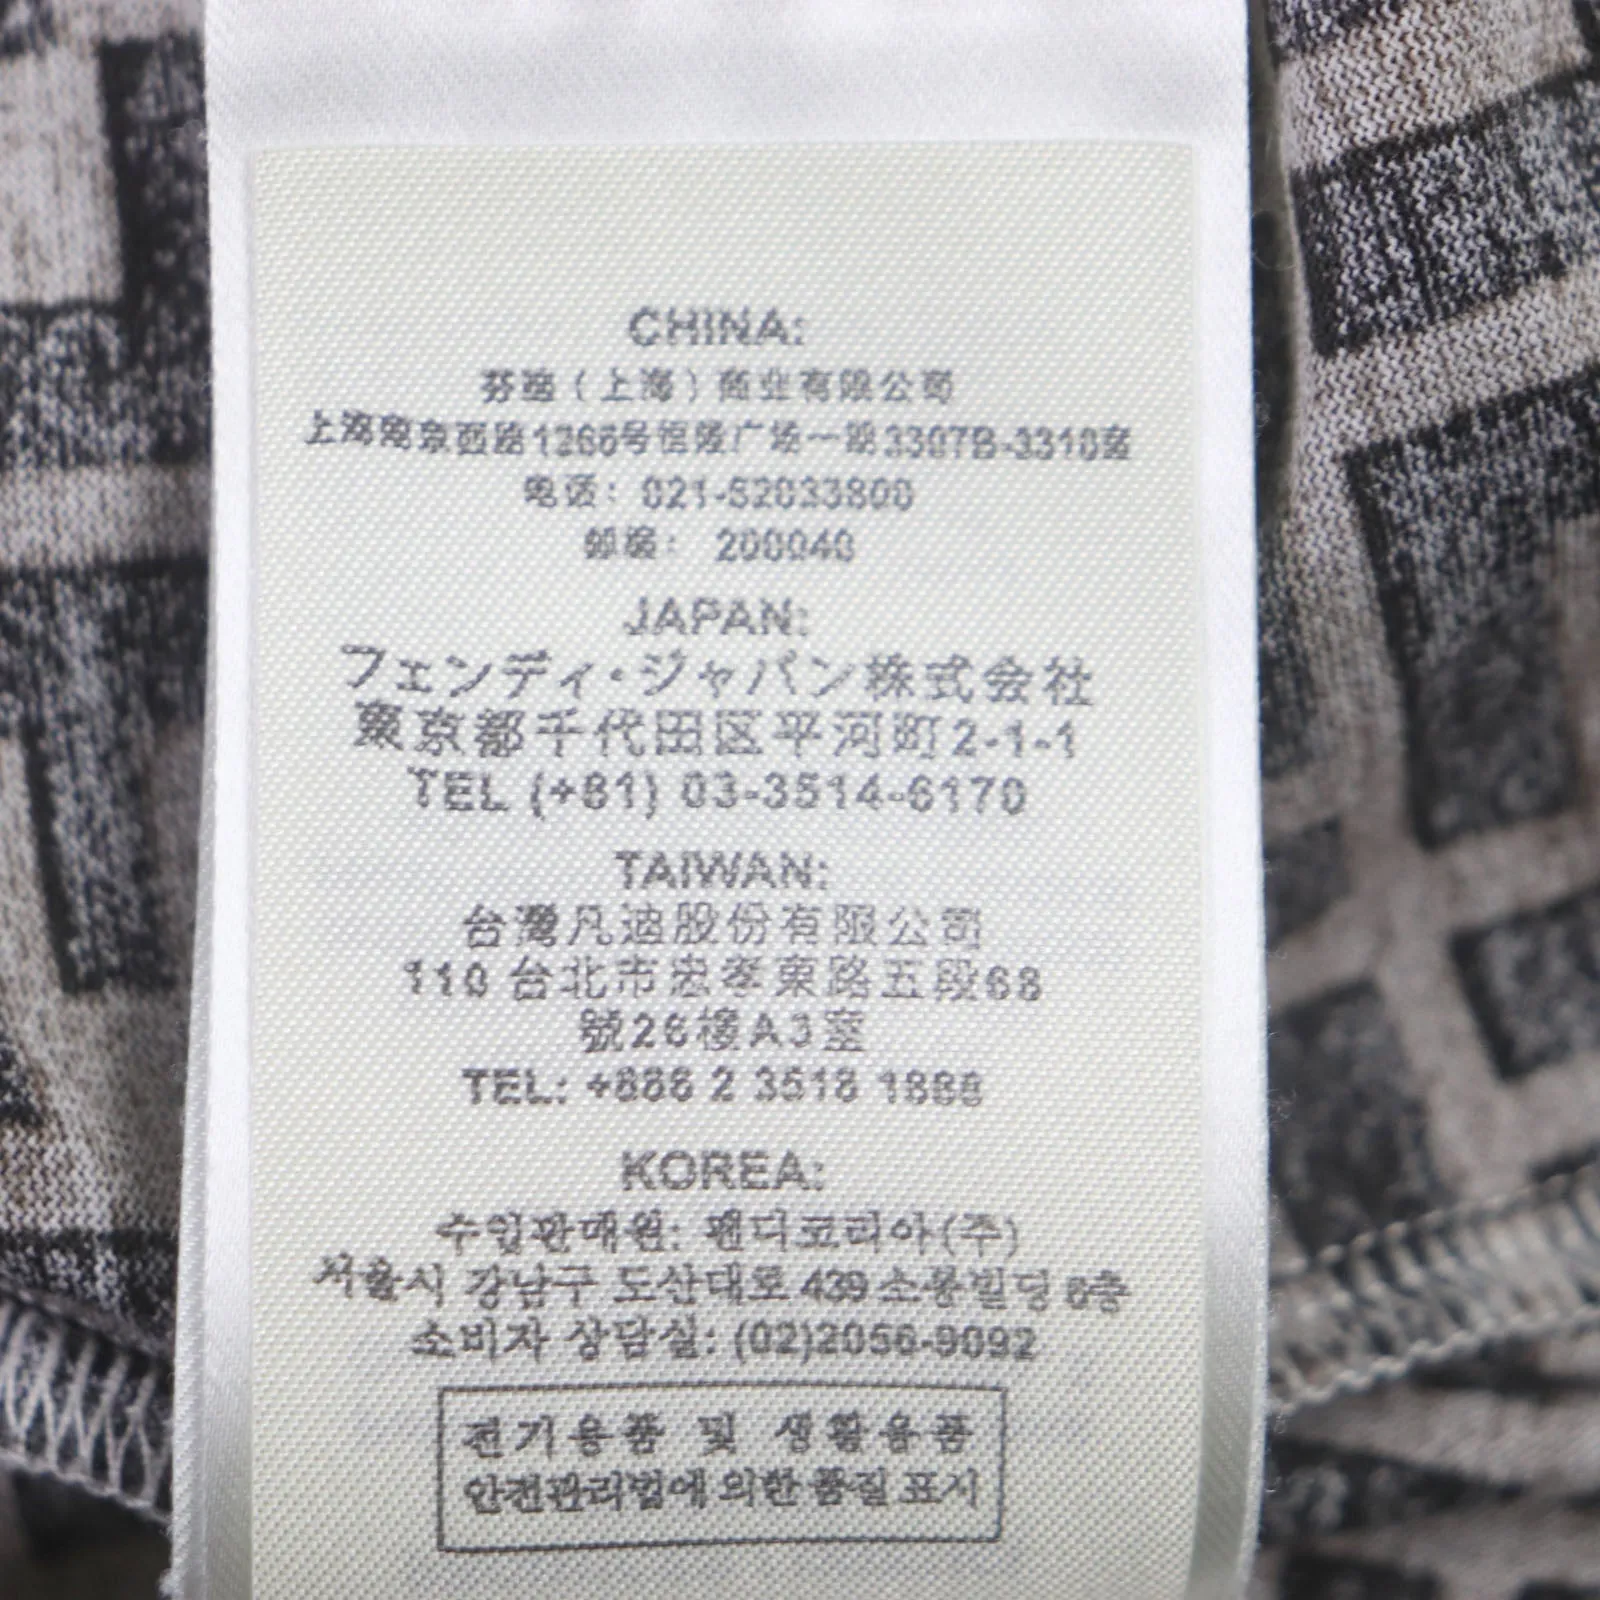 CHINA:
芬迪（上海）商业有限公司
上海南京西路1266号恒隆广场一期3307B-3310室
电话：021-52033800
邮编：200040
JAPAN:
フェンディ・ジャパン株式会社
東京都千代田区平河町2-1-1
TEL (+81) 03-3514-6170
TAIWAN:
台灣凡迪股份有限公司
110 台北市忠孝東路五段68
號26樓A3室
TEL: +886 2 3518 1888
KOREA:
수입판매원: 펜디코리아(주)
서울시 강남구 도산대로 439 소봉빌딩 6층
소비자 상담실: (02)2056-9092
전기용품 및 생활용품
안전관리법에 의한 품질 표시